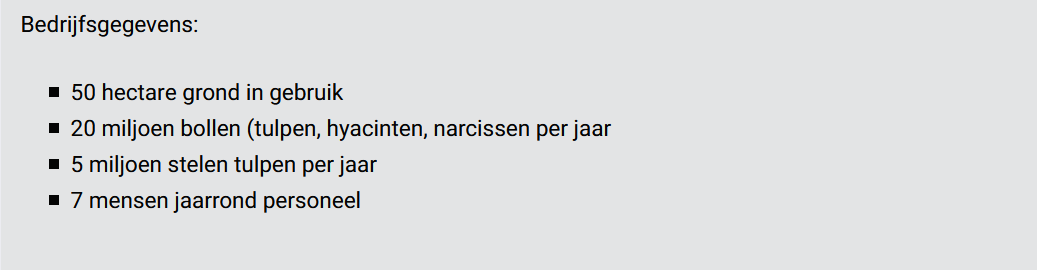 Bedrijfsgegevens:
▪ 50 hectare grond in gebruik
▪ 20 miljoen bollen (tulpen, hyacinten, narcissen per jaar
▪ 5 miljoen stelen tulpen per jaar
▪ 7 mensen jaarrond personeel